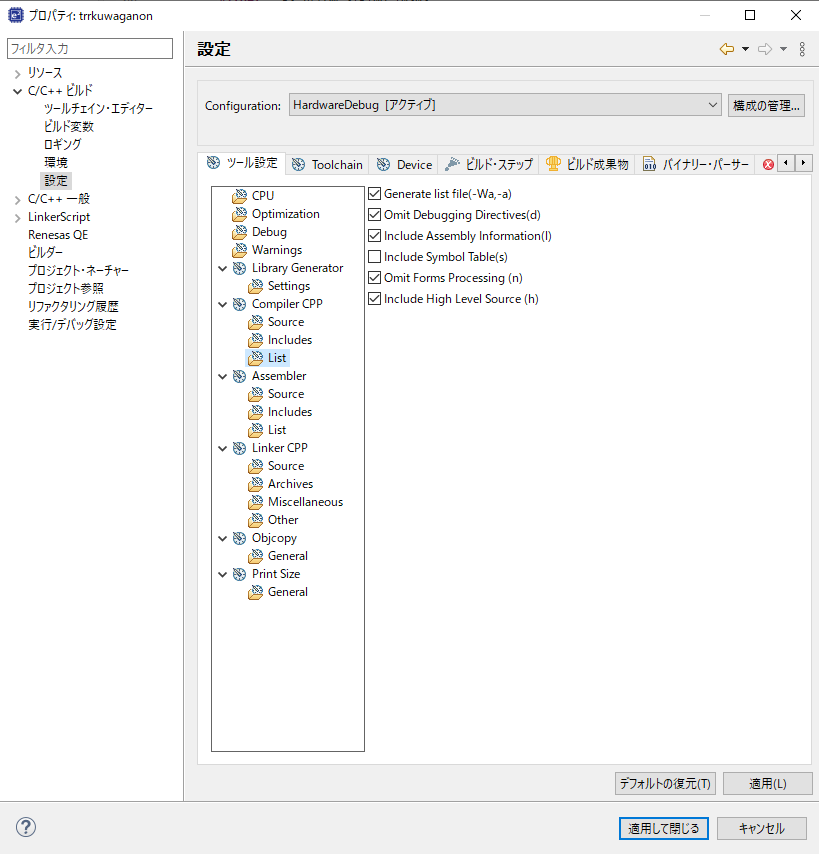 プロパティ: trrkuwaganon
フィルタ入力
リソース
C/C++ ビルド
ツールチェイン・エディター
ビルド変数
ロギング
環境
設定
C/C++ 一般
LinkerScript
Renesas QE
ビルダー
プロジェクト・ネーチャー
プロジェクト参照
リファクタリング履歴
実行/デバッグ設定
設定
Configuration: HardwareDebug [アクティブ] 構成の管理...
ツール設定 Toolchain Device ビルド・ステップ ビルド成果物 バイナリー・パーサー
CPU
Optimization
Debug
Warnings
Library Generator
Settings
Compiler CPP
Source
Includes
List
Assembler
Source
Includes
List
Linker CPP
Source
Archives
Miscellaneous
Other
Objcopy
General
Print Size
General
Generate list file(-Wa,-a)
Omit Debugging Directives(d)
Include Assembly Information(l)
Include Symbol Table(s)
Omit Forms Processing (n)
Include High Level Source (h)
デフォルトの復元(T) 適用(L)
適用して閉じる キャンセル